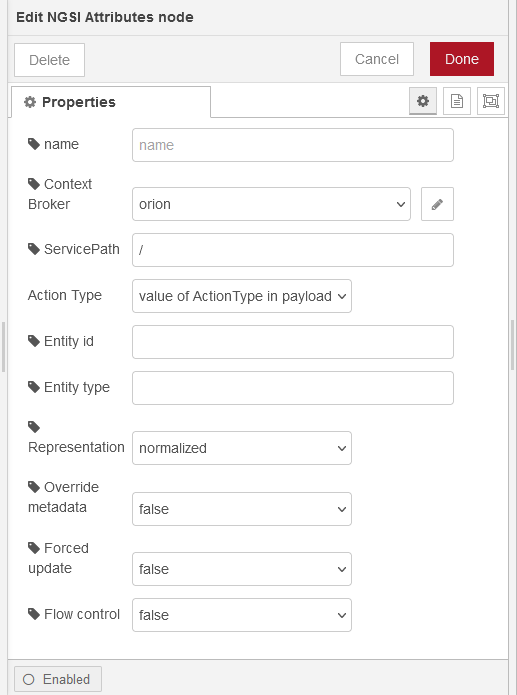 Edit NGSI Attributes node
Delete
Cancel
Done
Properties
name
name
Context
Broker
orion
ServicePath
/
Action Type
value of ActionType in payload
Entity id
Entity type
Representation
normalized
Override
metadata
false
Forced
update
false
Flow control
false
Enabled